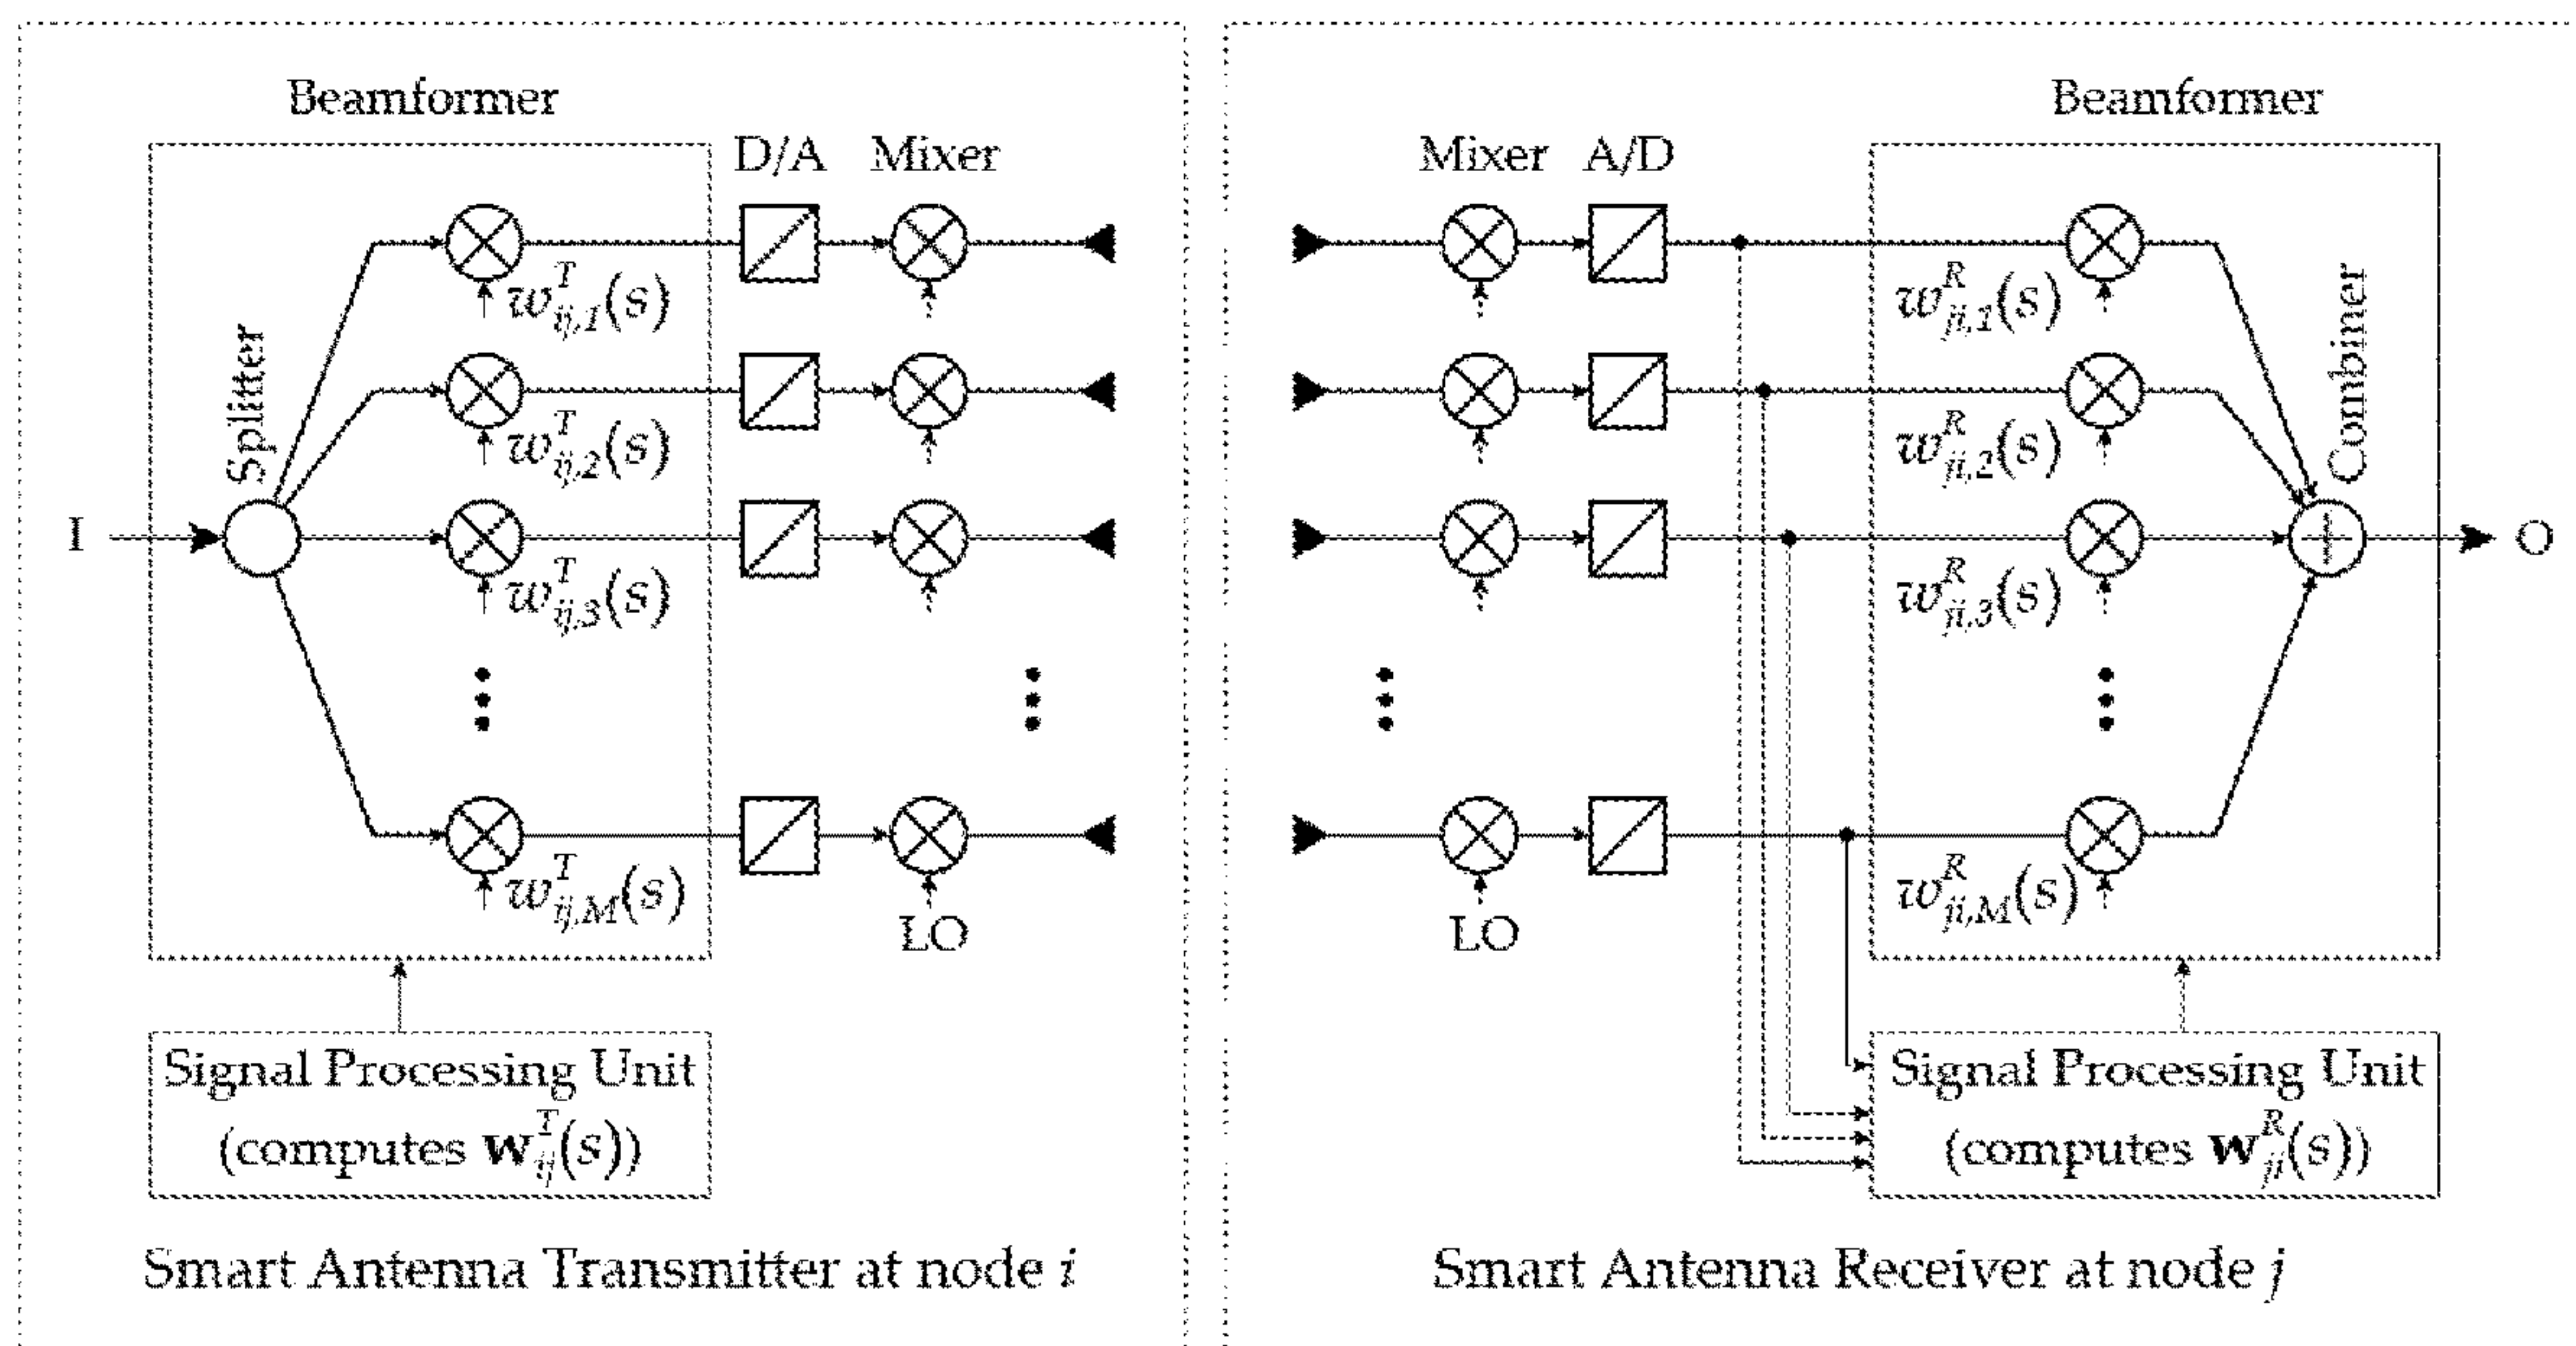 Beamformer
D/A Mixer
Splitter
I
w^T_{ij,1}(s)
w^T_{ij,2}(s)
w^T_{ij,3}(s)
w^T_{ij,M}(s)
LO
Signal Processing Unit
(computes w^T_{ij}(s))
Smart Antenna Transmitter at node i
Beamformer
Mixer A/D
w^R_{ji,1}(s)
w^R_{ji,2}(s)
w^R_{ji,3}(s)
w^R_{ji,M}(s)
Combiner
O
LO
Signal Processing Unit
(computes w^R_{ji}(s))
Smart Antenna Receiver at node j